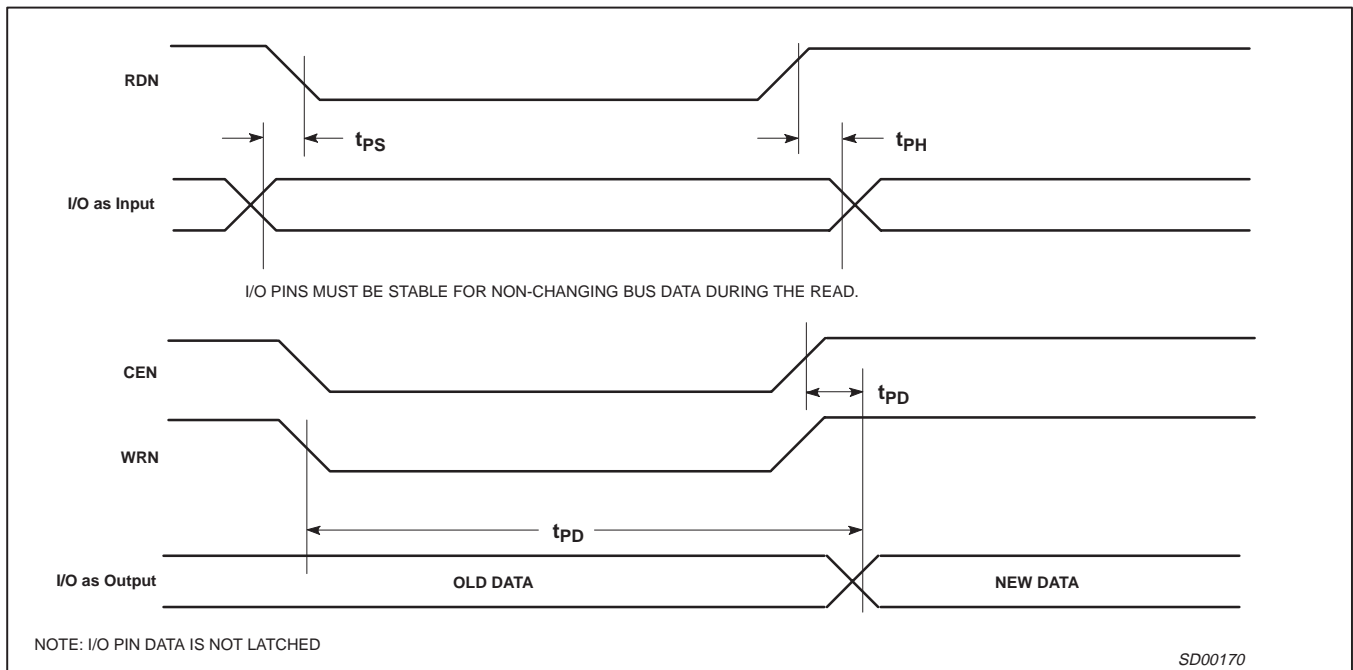 RDN
tPS
tPH
I/O as Input
I/O PINS MUST BE STABLE FOR NON-CHANGING BUS DATA DURING THE READ.
CEN
tPD
WRN
tPD
I/O as Output
OLD DATA
NEW DATA
NOTE: I/O PIN DATA IS NOT LATCHED
SD00170